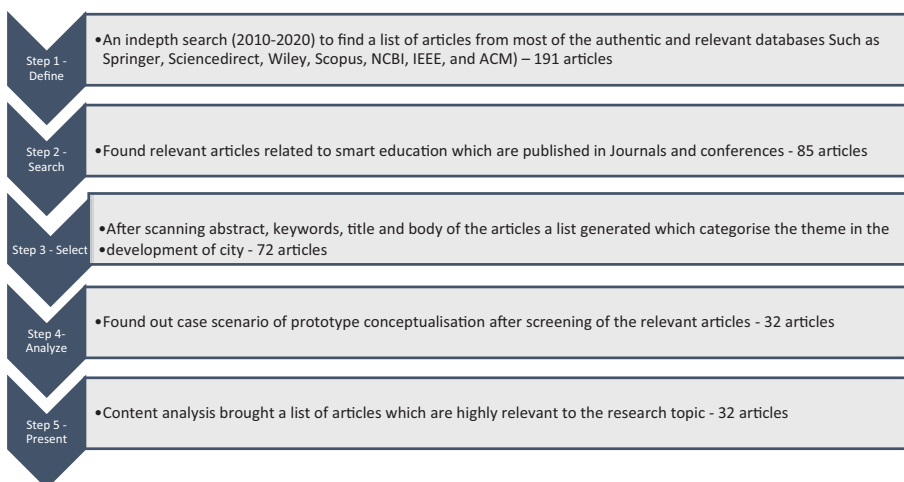 Step 1 -
Define
•An indepth search (2010-2020) to find a list of articles from most of the authentic and relevant databases Such as
Springer, Sciencedirect, Wiley, Scopus, NCBI, IEEE, and ACM) – 191 articles
Step 2 -
Search
•Found relevant articles related to smart education which are published in Journals and conferences - 85 articles
Step 3 - Select
•After scanning abstract, keywords, title and body of the articles a list generated which categorise the theme in the
•development of city - 72 articles
Step 4-
Analyze
•Found out case scenario of prototype conceptualisation after screening of the relevant articles - 32 articles
Step 5 -
Present
•Content analysis brought a list of articles which are highly relevant to the research topic - 32 articles